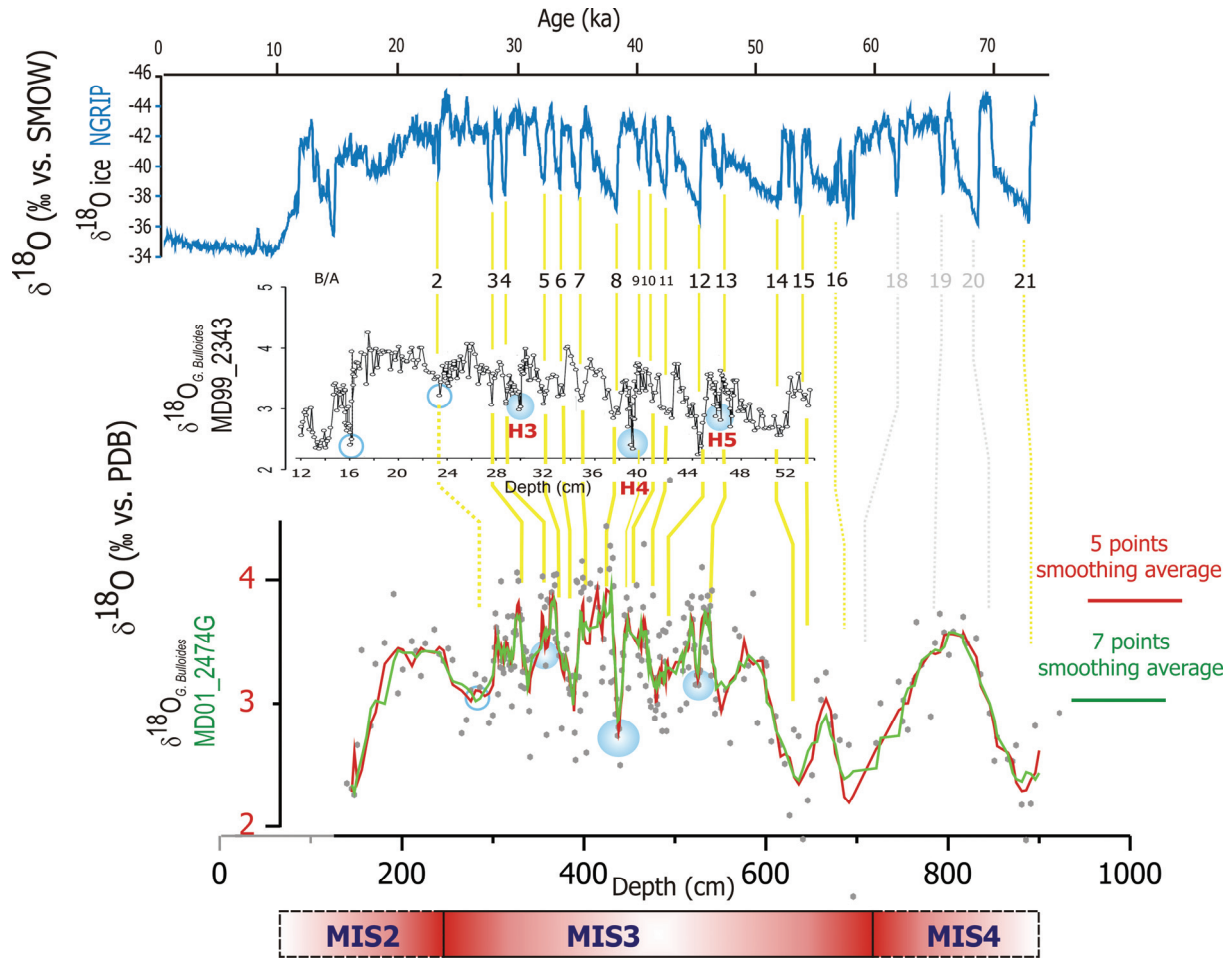 Age (ka)
0 10 20 30 40 50 60 70
δ18O (‰ vs. SMOW)
δ18O ice NGRIP
-46
-44
-42
-40
-38
-36
-34
B/A 2 3 4 5 6 7 8 9 10 11 12 13 14 15 16 18 19 20 21
δ18O G. Bulloides
MD99_2343
5
4
3
2
H3
H5
12 16 20 24 28 32 36 40 44 48 52
Depth (cm)
H4
δ18O (‰ vs. PDB)
δ18O G. Bulloides
MD01_2474G
4
3
2
5 points
smoothing average
7 points
smoothing average
0 200 400 600 800 1000
Depth (cm)
MIS2 MIS3 MIS4